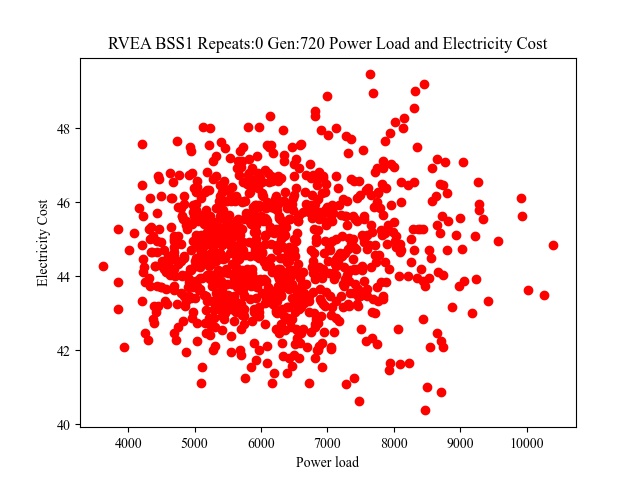 RVEA BSS1 Repeats:0 Gen:720 Power Load and Electricity Cost
Electricity Cost
48
46
44
42
40
4000 5000 6000 7000 8000 9000 10000
Power load